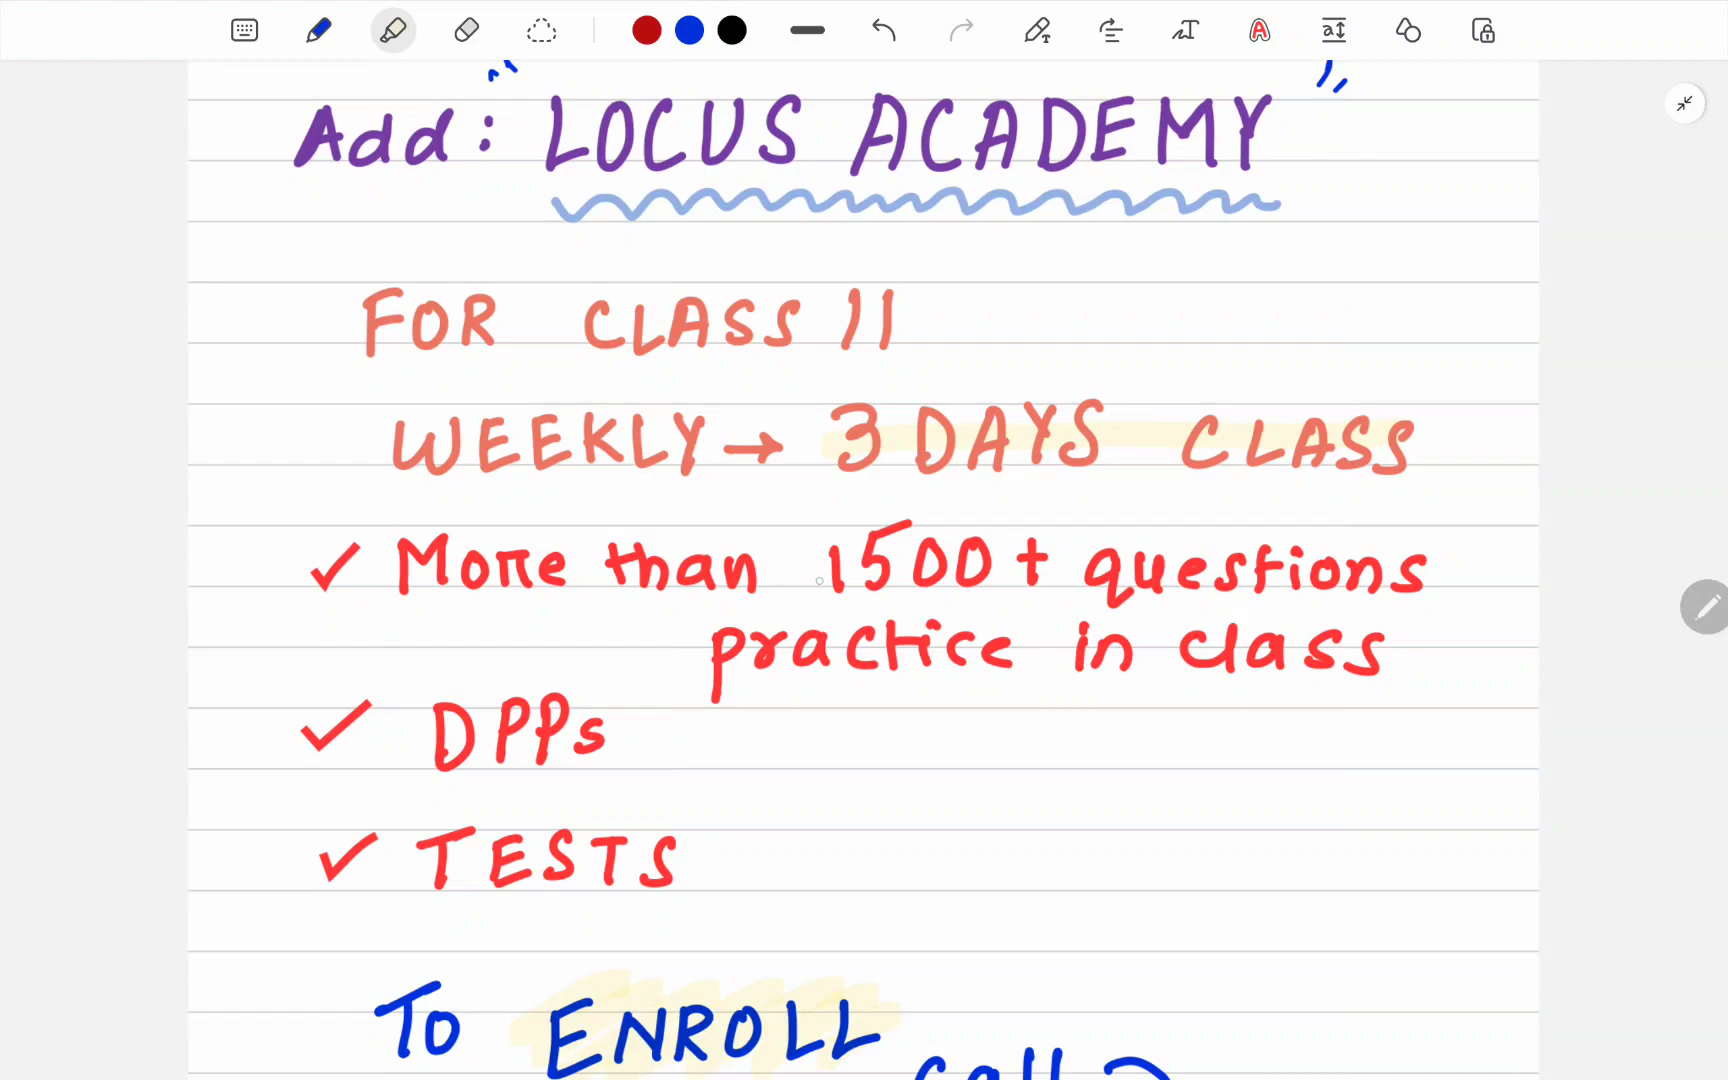 Add: LOCUS ACADEMY
FOR CLASS 11
WEEKLY → 3 DAYS CLASS
✓ More than 1500+ questions
practice in class
✓ DPPs
✓ TESTS
To ENROLL
call